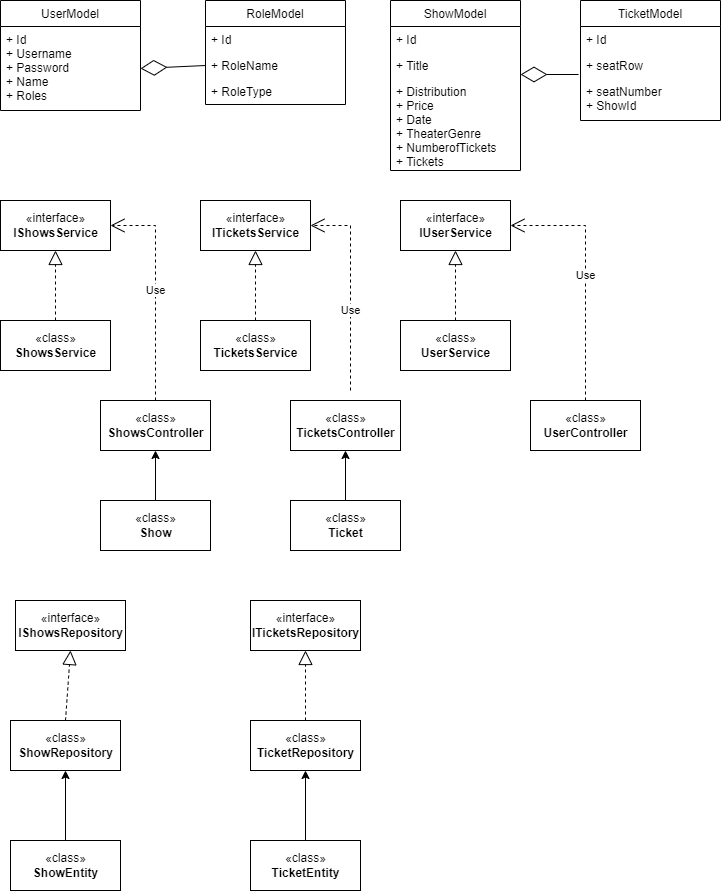 UserModel
+ Id
+ Username
+ Password
+ Name
+ Roles
RoleModel
+ Id
+ RoleName
+ RoleType
ShowModel
+ Id
+ Title
+ Distribution
+ Price
+ Date
+ TheaterGenre
+ NumberofTickets
+ Tickets
TicketModel
+ Id
+ seatRow
+ seatNumber
+ ShowId
«interface»
IShowsService
«interface»
ITicketsService
«interface»
IUserService
Use
Use
Use
«class»
ShowsService
«class»
TicketsService
«class»
UserService
«class»
ShowsController
«class»
TicketsController
«class»
UserController
«class»
Show
«class»
Ticket
«interface»
IShowsRepository
«interface»
ITicketsRepository
«class»
ShowRepository
«class»
TicketRepository
«class»
ShowEntity
«class»
TicketEntity